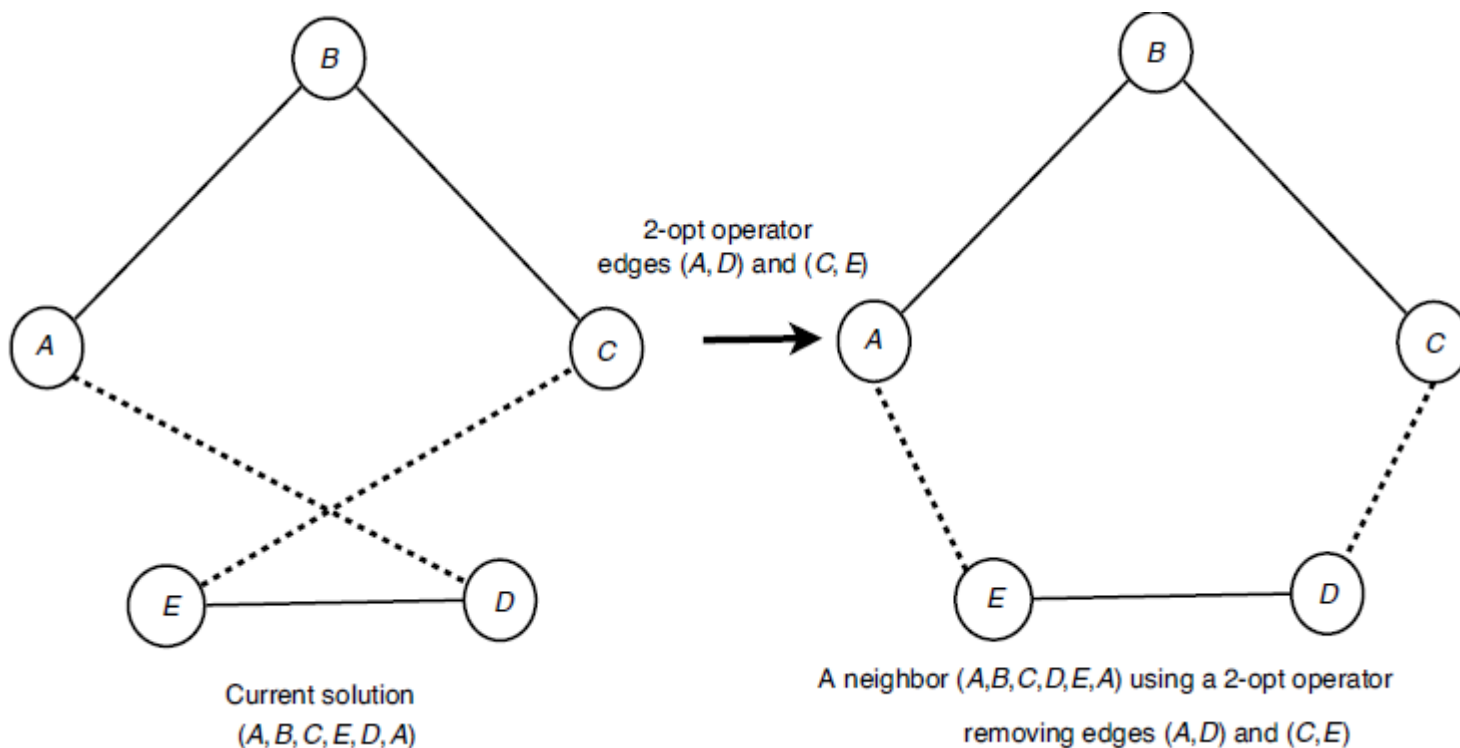 B
B
2-opt operator
edges (A,D) and (C,E)
A
C
A
C
E
D
E
D
Current solution
(A,B,C,E,D,A)
A neighbor (A,B,C,D,E,A) using a 2-opt operator
removing edges (A,D) and (C,E)